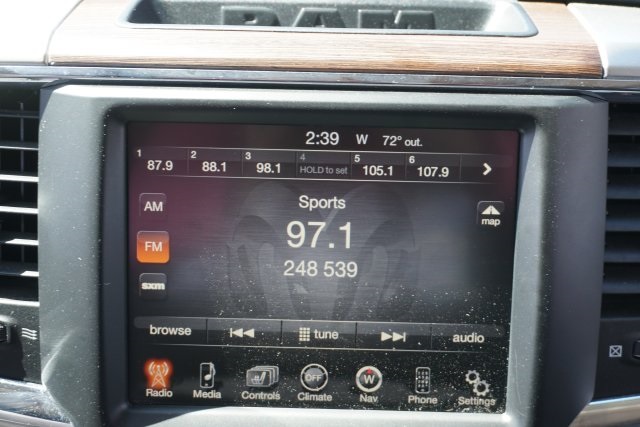 RAM
2:39 W 72° out.
1 87.9 2 88.1 3 98.1 4 HOLD to set 5 105.1 6 107.9
Sports
AM
97.1
map
FM
248 539
sxm
browse tune audio
OFF W
Radio Media Controls Climate Nav Phone Settings